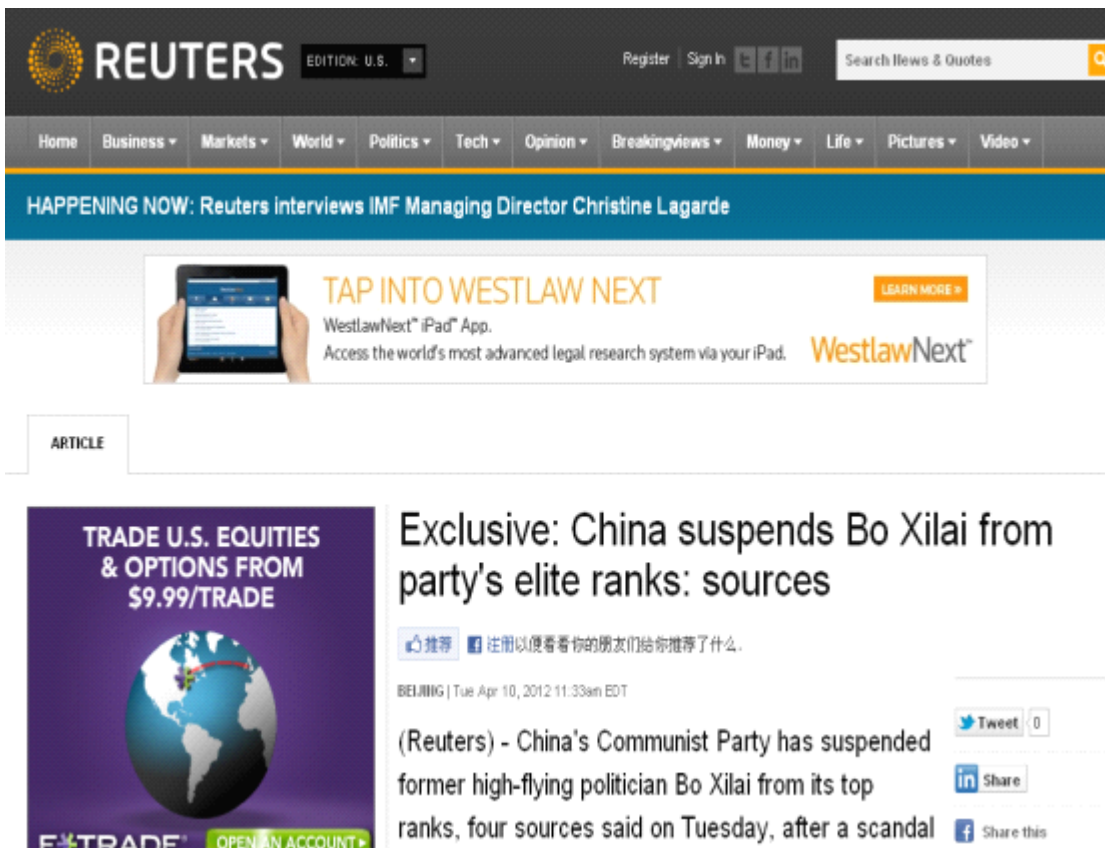 REUTERS EDITION: U.S. Register Sign In Search News & Quotes
Home Business Markets World Politics Tech Opinion Breakingviews Money Life Pictures Video
HAPPENING NOW: Reuters interviews IMF Managing Director Christine Lagarde
TAP INTO WESTLAW NEXT
LEARN MORE »
WestlawNext™ iPad™ App.
Access the world's most advanced legal research system via your iPad.
WestlawNext™
ARTICLE
TRADE U.S. EQUITIES
& OPTIONS FROM
$9.99/TRADE
E*TRADE® OPEN AN ACCOUNT
Exclusive: China suspends Bo Xilai from
party's elite ranks: sources
推荐 注册以便看看你的朋友们给你推荐了什么.
BEIJING | Tue Apr 10, 2012 11:33am EDT
(Reuters) - China's Communist Party has suspended
former high-flying politician Bo Xilai from its top
ranks, four sources said on Tuesday, after a scandal
Tweet 0
Share
Share this